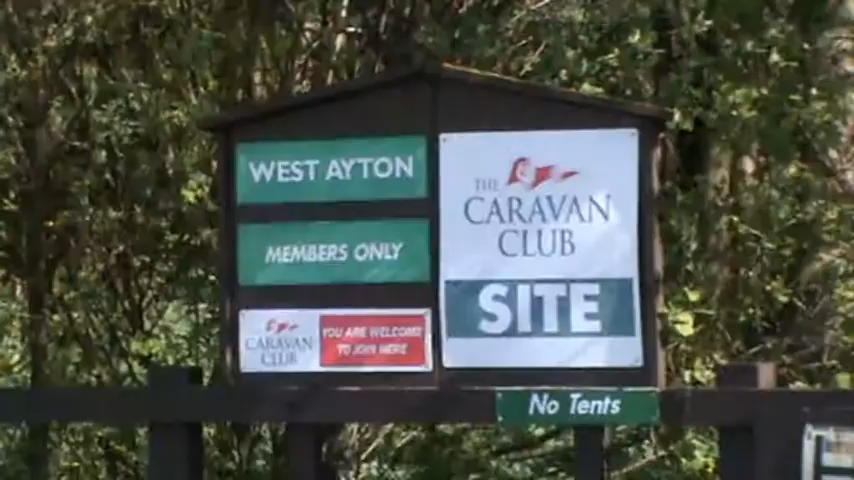 WEST AYTON
MEMBERS ONLY
CARAVAN
CLUB
YOU ARE WELCOME
TO JOIN HERE
THE
CARAVAN
CLUB
SITE
No Tents